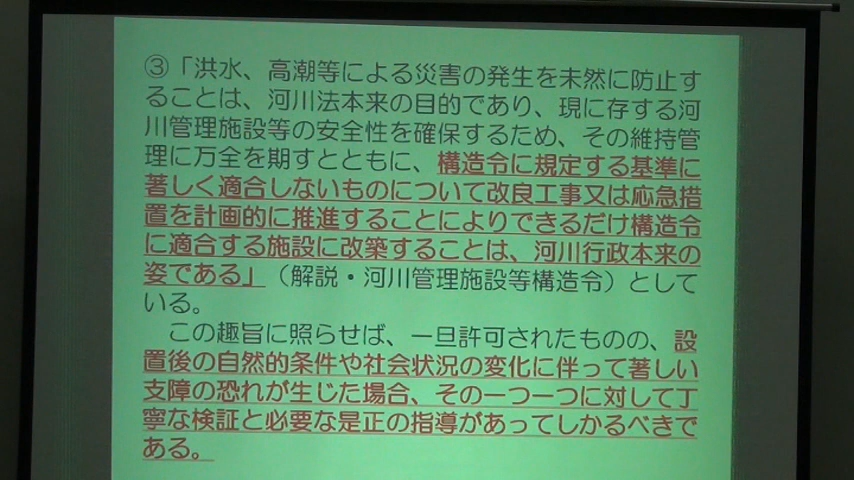 ③「洪水、高潮等による災害の発生を未然に防止す
ることは、河川法本来の目的であり、現に存する河
川管理施設等の安全性を確保するため、その維持管
理に万全を期すとともに、構造令に規定する基準に
著しく適合しないものについて改良工事又は応急措
置を計画的に推進することによりできるだけ構造令
に適合する施設に改築することは、河川行政本来の
姿である」（解説・河川管理施設等構造令）として
いる。
この趣旨に照らせば、一旦許可されたものの、設
置後の自然的条件や社会状況の変化に伴って著しい
支障の恐れが生じた場合、その一つ一つに対して丁
寧な検証と必要な是正の指導があってしかるべきで
ある。